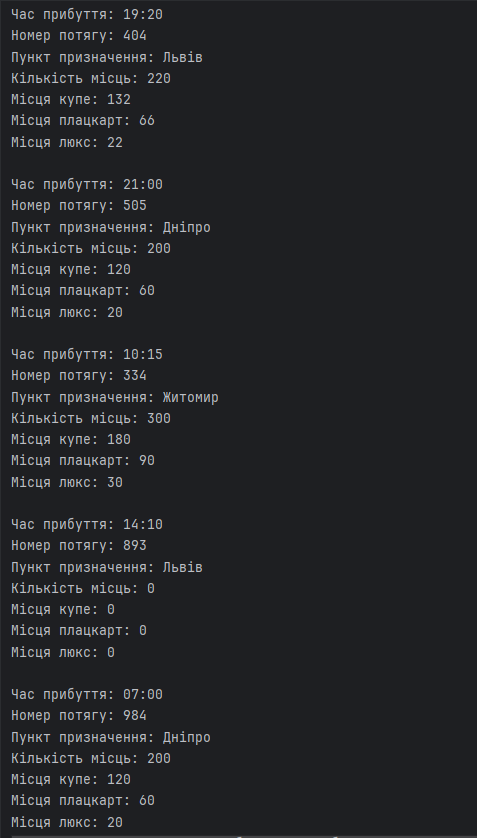 Час прибуття: 19:20
Номер потягу: 404
Пункт призначення: Львів
Кількість місць: 220
Місця купе: 132
Місця плацкарт: 66
Місця люкс: 22
Час прибуття: 21:00
Номер потягу: 505
Пункт призначення: Дніпро
Кількість місць: 200
Місця купе: 120
Місця плацкарт: 60
Місця люкс: 20
Час прибуття: 10:15
Номер потягу: 334
Пункт призначення: Житомир
Кількість місць: 300
Місця купе: 180
Місця плацкарт: 90
Місця люкс: 30
Час прибуття: 14:10
Номер потягу: 893
Пункт призначення: Львів
Кількість місць: 0
Місця купе: 0
Місця плацкарт: 0
Місця люкс: 0
Час прибуття: 07:00
Номер потягу: 984
Пункт призначення: Дніпро
Кількість місць: 200
Місця купе: 120
Місця плацкарт: 60
Місця люкс: 20